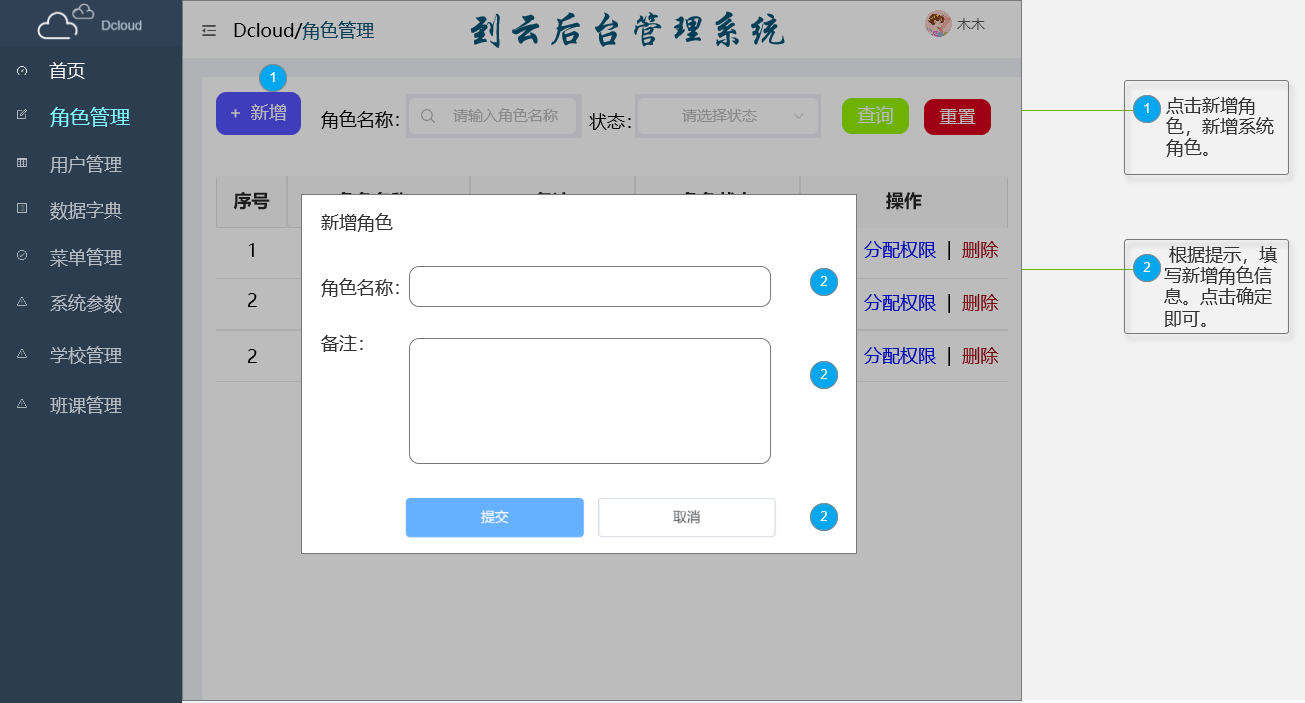 Dcloud
Dcloud/角色管理
到云后台管理系统
木木
首页
角色管理
用户管理
数据字典
菜单管理
系统参数
学校管理
班课管理
1
+ 新增
角色名称:
请输入角色名称
状态:
请选择状态
查询
重置
序号
操作
1
分配权限 | 删除
2
分配权限 | 删除
2
分配权限 | 删除
新增角色
角色名称:
2
备注:
2
提交
取消
2
1
点击新增角
色，新增系统
角色。
2
根据提示，填
写新增角色信
息。点击确定
即可。